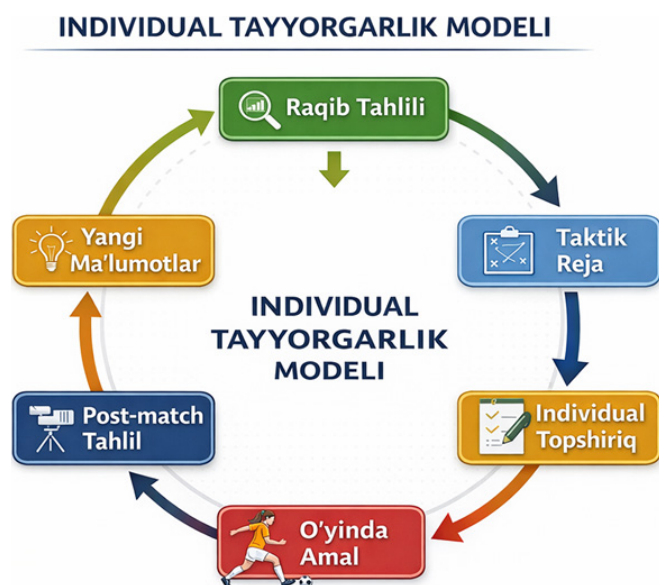 INDIVIDUAL TAYYORGARLIK MODELI
Raqib Tahlili
Taktik
Reja
Individual
Topshiriq
O'yinda
Amal
Post-match
Tahlil
Yangi
Ma'lumotlar
INDIVIDUAL
TAYYORGARLIK
MODELI